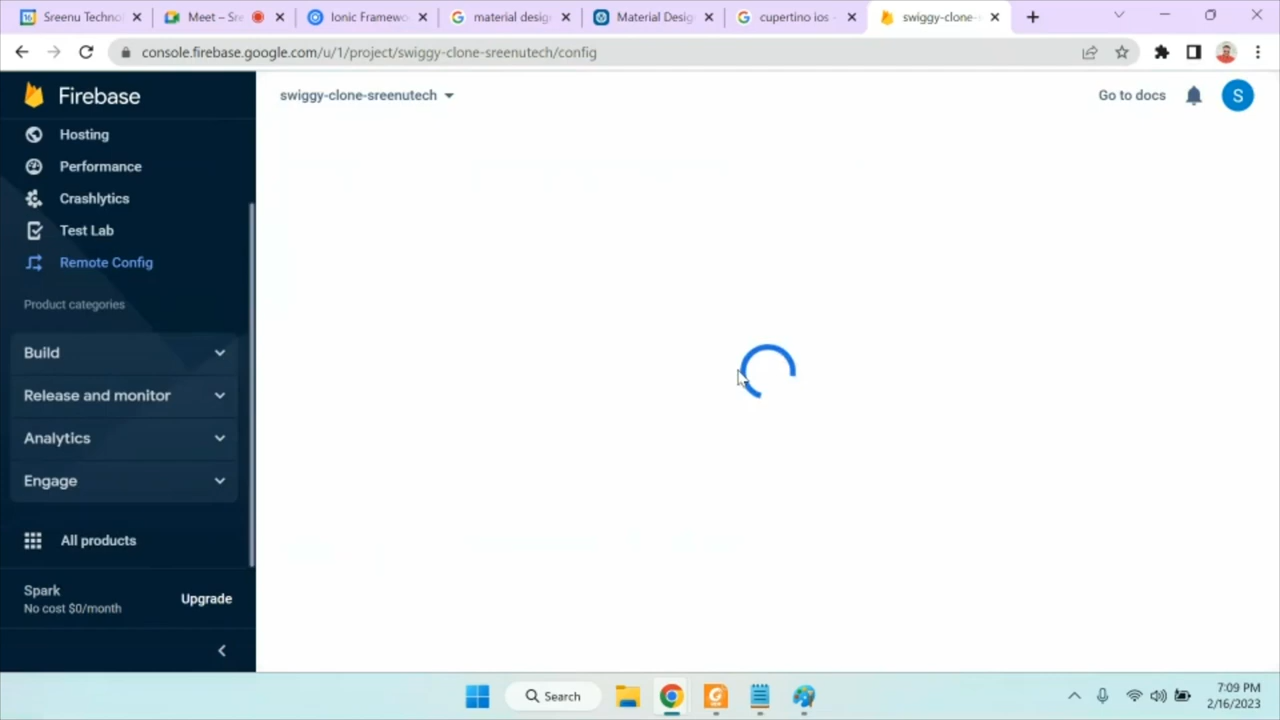 Sreenu Technol
Meet – Sre
Ionic Framewo
material desig
Material Desig
cupertino ios -
swiggy-clone-
console.firebase.google.com/u/1/project/swiggy-clone-sreenutech/config
Firebase
swiggy-clone-sreenutech
Go to docs
S
Hosting
Performance
Crashlytics
Test Lab
Remote Config
Product categories
Build
Release and monitor
Analytics
Engage
All products
Spark
No cost $0/month
Upgrade
Search
7:09 PM
2/16/2023